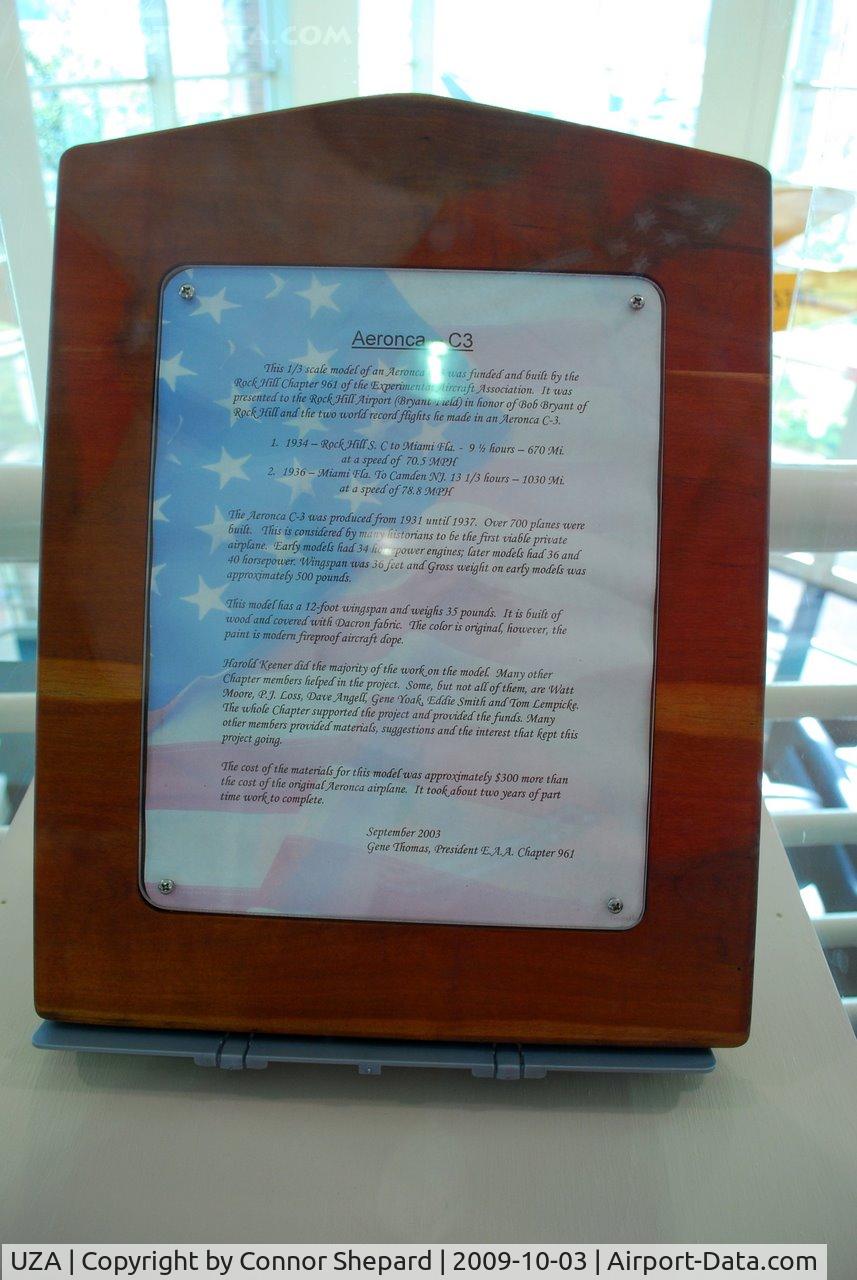 Aeronca - C3
This 1/3 scale model of an Aeronca was funded and built by the
Rock Hill Chapter 961 of the Experimental Aircraft Association. It was
presented to the Rock Hill Airport (Bryant Field) in honor of Bob Bryant of
Rock Hill and the two world record flights he made in an Aeronca C-3.
1. 1934 – Rock Hill S. C to Miami Fla. - 9 ½ hours – 670 Mi.
at a speed of 70.5 MPH
2. 1936 – Miami Fla. To Camden NJ. 13 1/3 hours – 1030 Mi.
at a speed of 78.8 MPH
The Aeronca C-3 was produced from 1931 until 1937. Over 700 planes were
built. This is considered by many historians to be the first viable private
airplane. Early models had 34 horsepower engines; later models had 36 and
40 horsepower. Wingspan was 36 feet and Gross weight on early models was
approximately 500 pounds.
This model has a 12-foot wingspan and weighs 35 pounds. It is built of
wood and covered with Dacron fabric. The color is original, however, the
paint is modern fireproof aircraft dope.
Harold Keener did the majority of the work on the model. Many other
Chapter members helped in the project. Some, but not all of them, are Watt
Moore, P.J. Loss, Dave Angell, Gene Yoak, Eddie Smith and Tom Lempicke.
The whole Chapter supported the project and provided the funds. Many
other members provided materials, suggestions and the interest that kept this
project going.
The cost of the materials for this model was approximately $300 more than
the cost of the original Aeronca airplane. It took about two years of part
time work to complete.
September 2003
Gene Thomas, President E.A.A. Chapter 961
UZA | Copyright by Connor Shepard | 2009-10-03 | Airport-Data.com